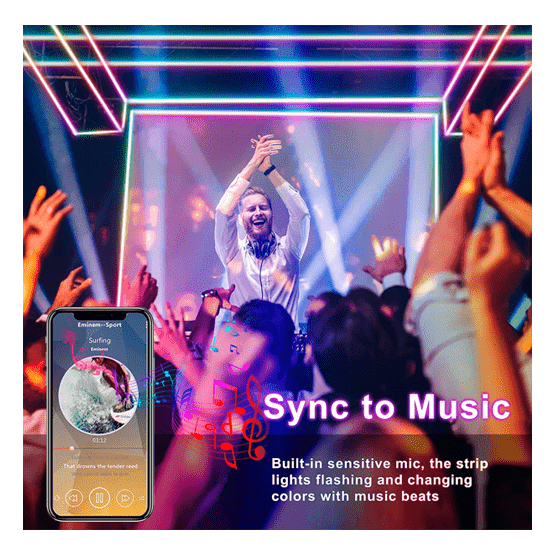 Eminem--Sport
Surfing
Eminem
03:12
That drowns the tender reed
Sync to Music
Built-in sensitive mic, the strip
lights flashing and changing
colors with music beats